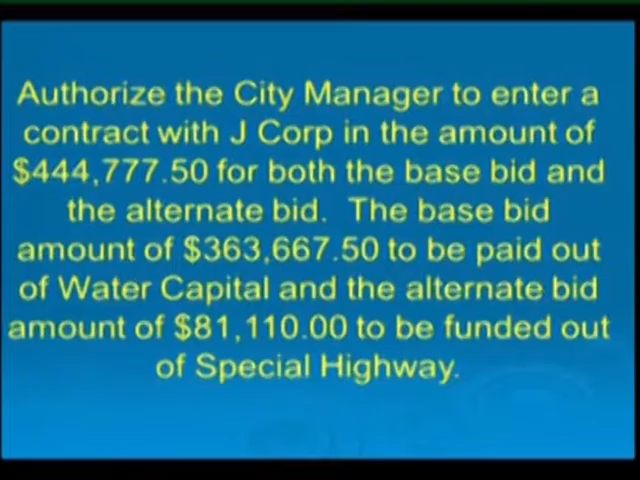 Authorize the City Manager to enter a
contract with J Corp in the amount of
$444,777.50 for both the base bid and
the alternate bid.  The base bid
amount of $363,667.50 to be paid out
of Water Capital and the alternate bid
amount of $81,110.00 to be funded out
of Special Highway.